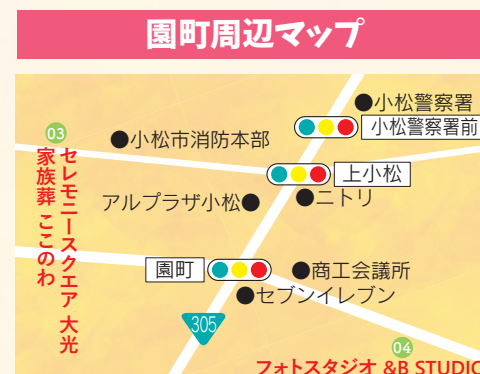 園町周辺マップ
●小松警察署
小松警察署前
03
●小松市消防本部
上小松
セレモニースクエア 大光
家族葬 ここのわ
アルプラザ小松●
●ニトリ
園町
●商工会議所
●セブンイレブン
305
04
フォトスタジオ &B STUDIO